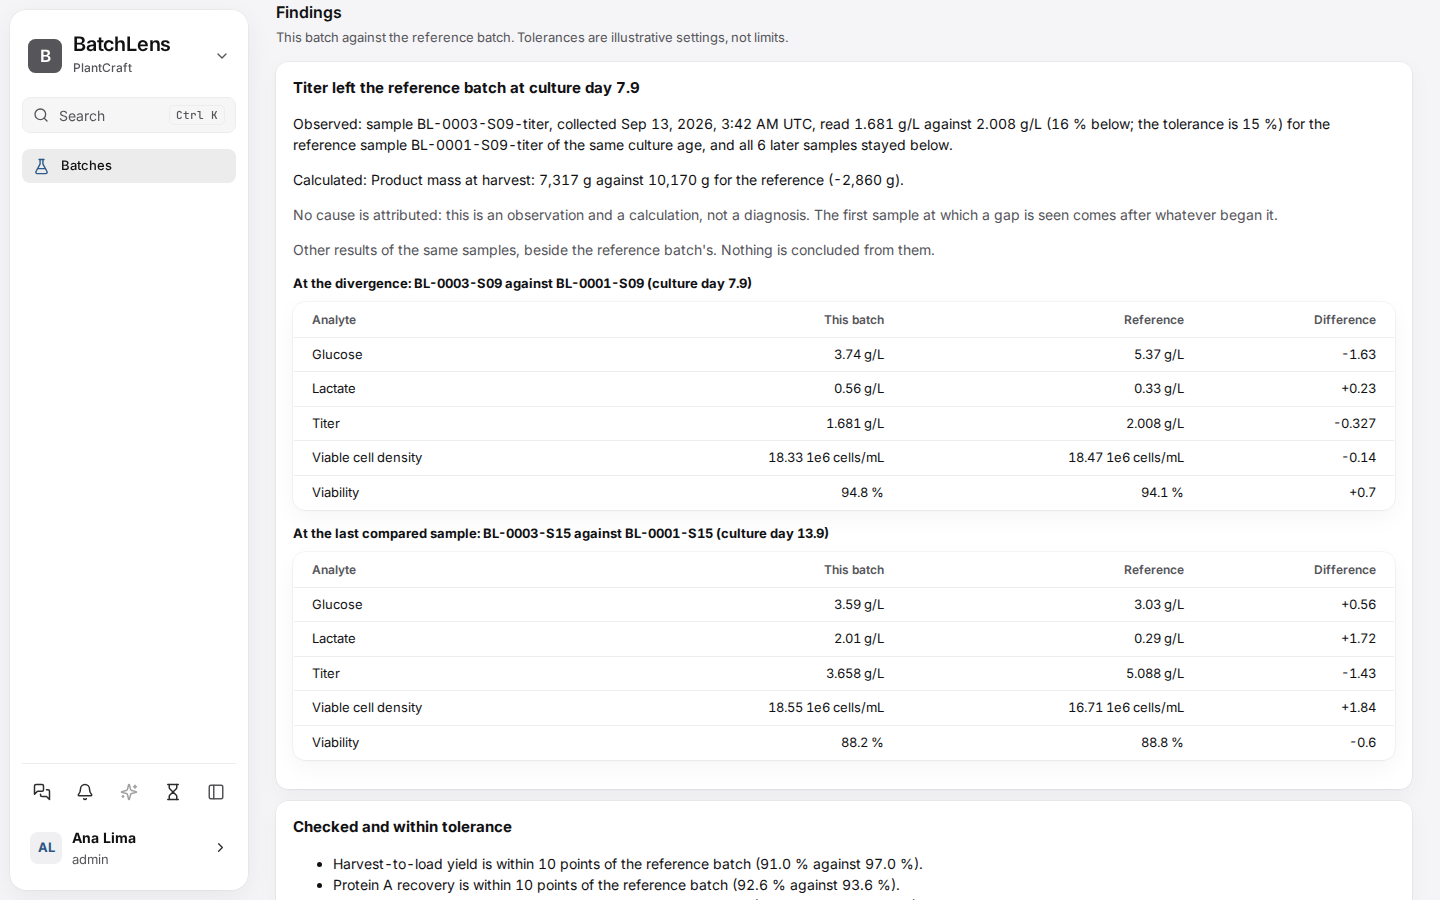 B
BatchLens
PlantCraft
Search
Ctrl K
Batches
AL
Ana Lima
admin
Findings
This batch against the reference batch. Tolerances are illustrative settings, not limits.
Titer left the reference batch at culture day 7.9
Observed: sample BL-0003-S09-titer, collected Sep 13, 2026, 3:42 AM UTC, read 1.681 g/L against 2.008 g/L (16 % below; the tolerance is 15 %) for the
reference sample BL-0001-S09-titer of the same culture age, and all 6 later samples stayed below.
Calculated: Product mass at harvest: 7,317 g against 10,170 g for the reference (-2,860 g).
No cause is attributed: this is an observation and a calculation, not a diagnosis. The first sample at which a gap is seen comes after whatever began it.
Other results of the same samples, beside the reference batch's. Nothing is concluded from them.
At the divergence: BL-0003-S09 against BL-0001-S09 (culture day 7.9)
Analyte This batch Reference Difference
Glucose 3.74 g/L 5.37 g/L -1.63
Lactate 0.56 g/L 0.33 g/L +0.23
Titer 1.681 g/L 2.008 g/L -0.327
Viable cell density 18.33 1e6 cells/mL 18.47 1e6 cells/mL -0.14
Viability 94.8 % 94.1 % +0.7
At the last compared sample: BL-0003-S15 against BL-0001-S15 (culture day 13.9)
Analyte This batch Reference Difference
Glucose 3.59 g/L 3.03 g/L +0.56
Lactate 2.01 g/L 0.29 g/L +1.72
Titer 3.658 g/L 5.088 g/L -1.43
Viable cell density 18.55 1e6 cells/mL 16.71 1e6 cells/mL +1.84
Viability 88.2 % 88.8 % -0.6
Checked and within tolerance
• Harvest-to-load yield is within 10 points of the reference batch (91.0 % against 97.0 %).
• Protein A recovery is within 10 points of the reference batch (92.6 % against 93.6 %).